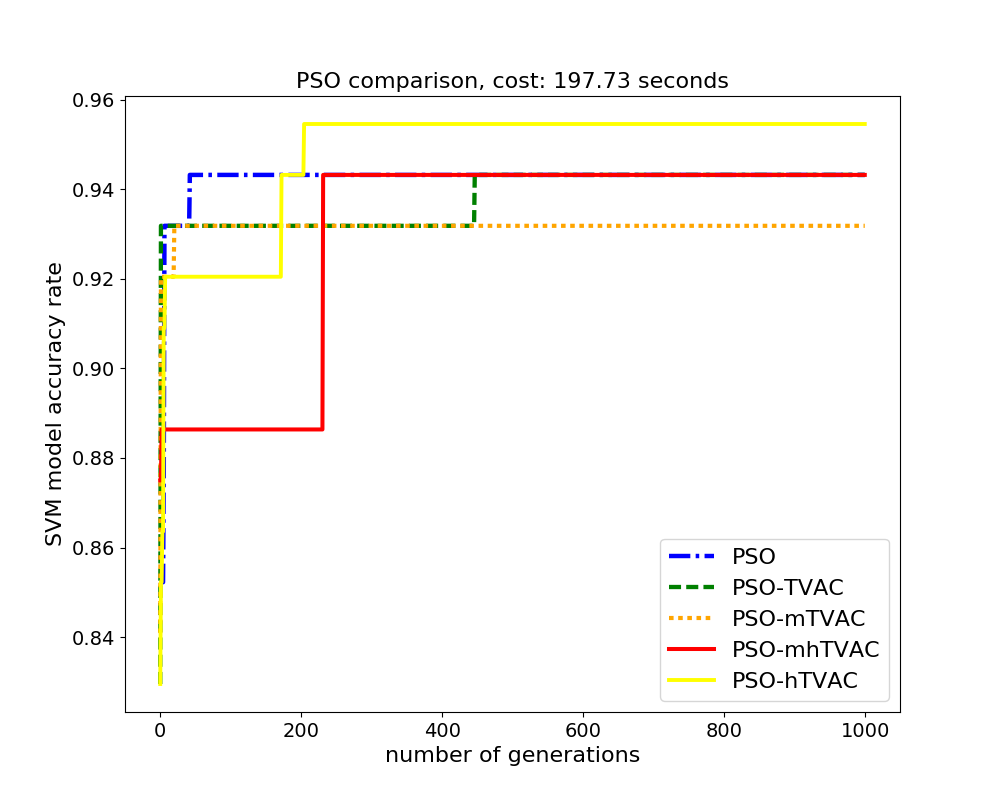 PSO comparison, cost: 197.73 seconds
0.96
0.94
0.92
0.90
0.88
0.86
0.84
SVM model accuracy rate
PSO
PSO-TVAC
PSO-mTVAC
PSO-mhTVAC
PSO-hTVAC
0 200 400 600 800 1000
number of generations